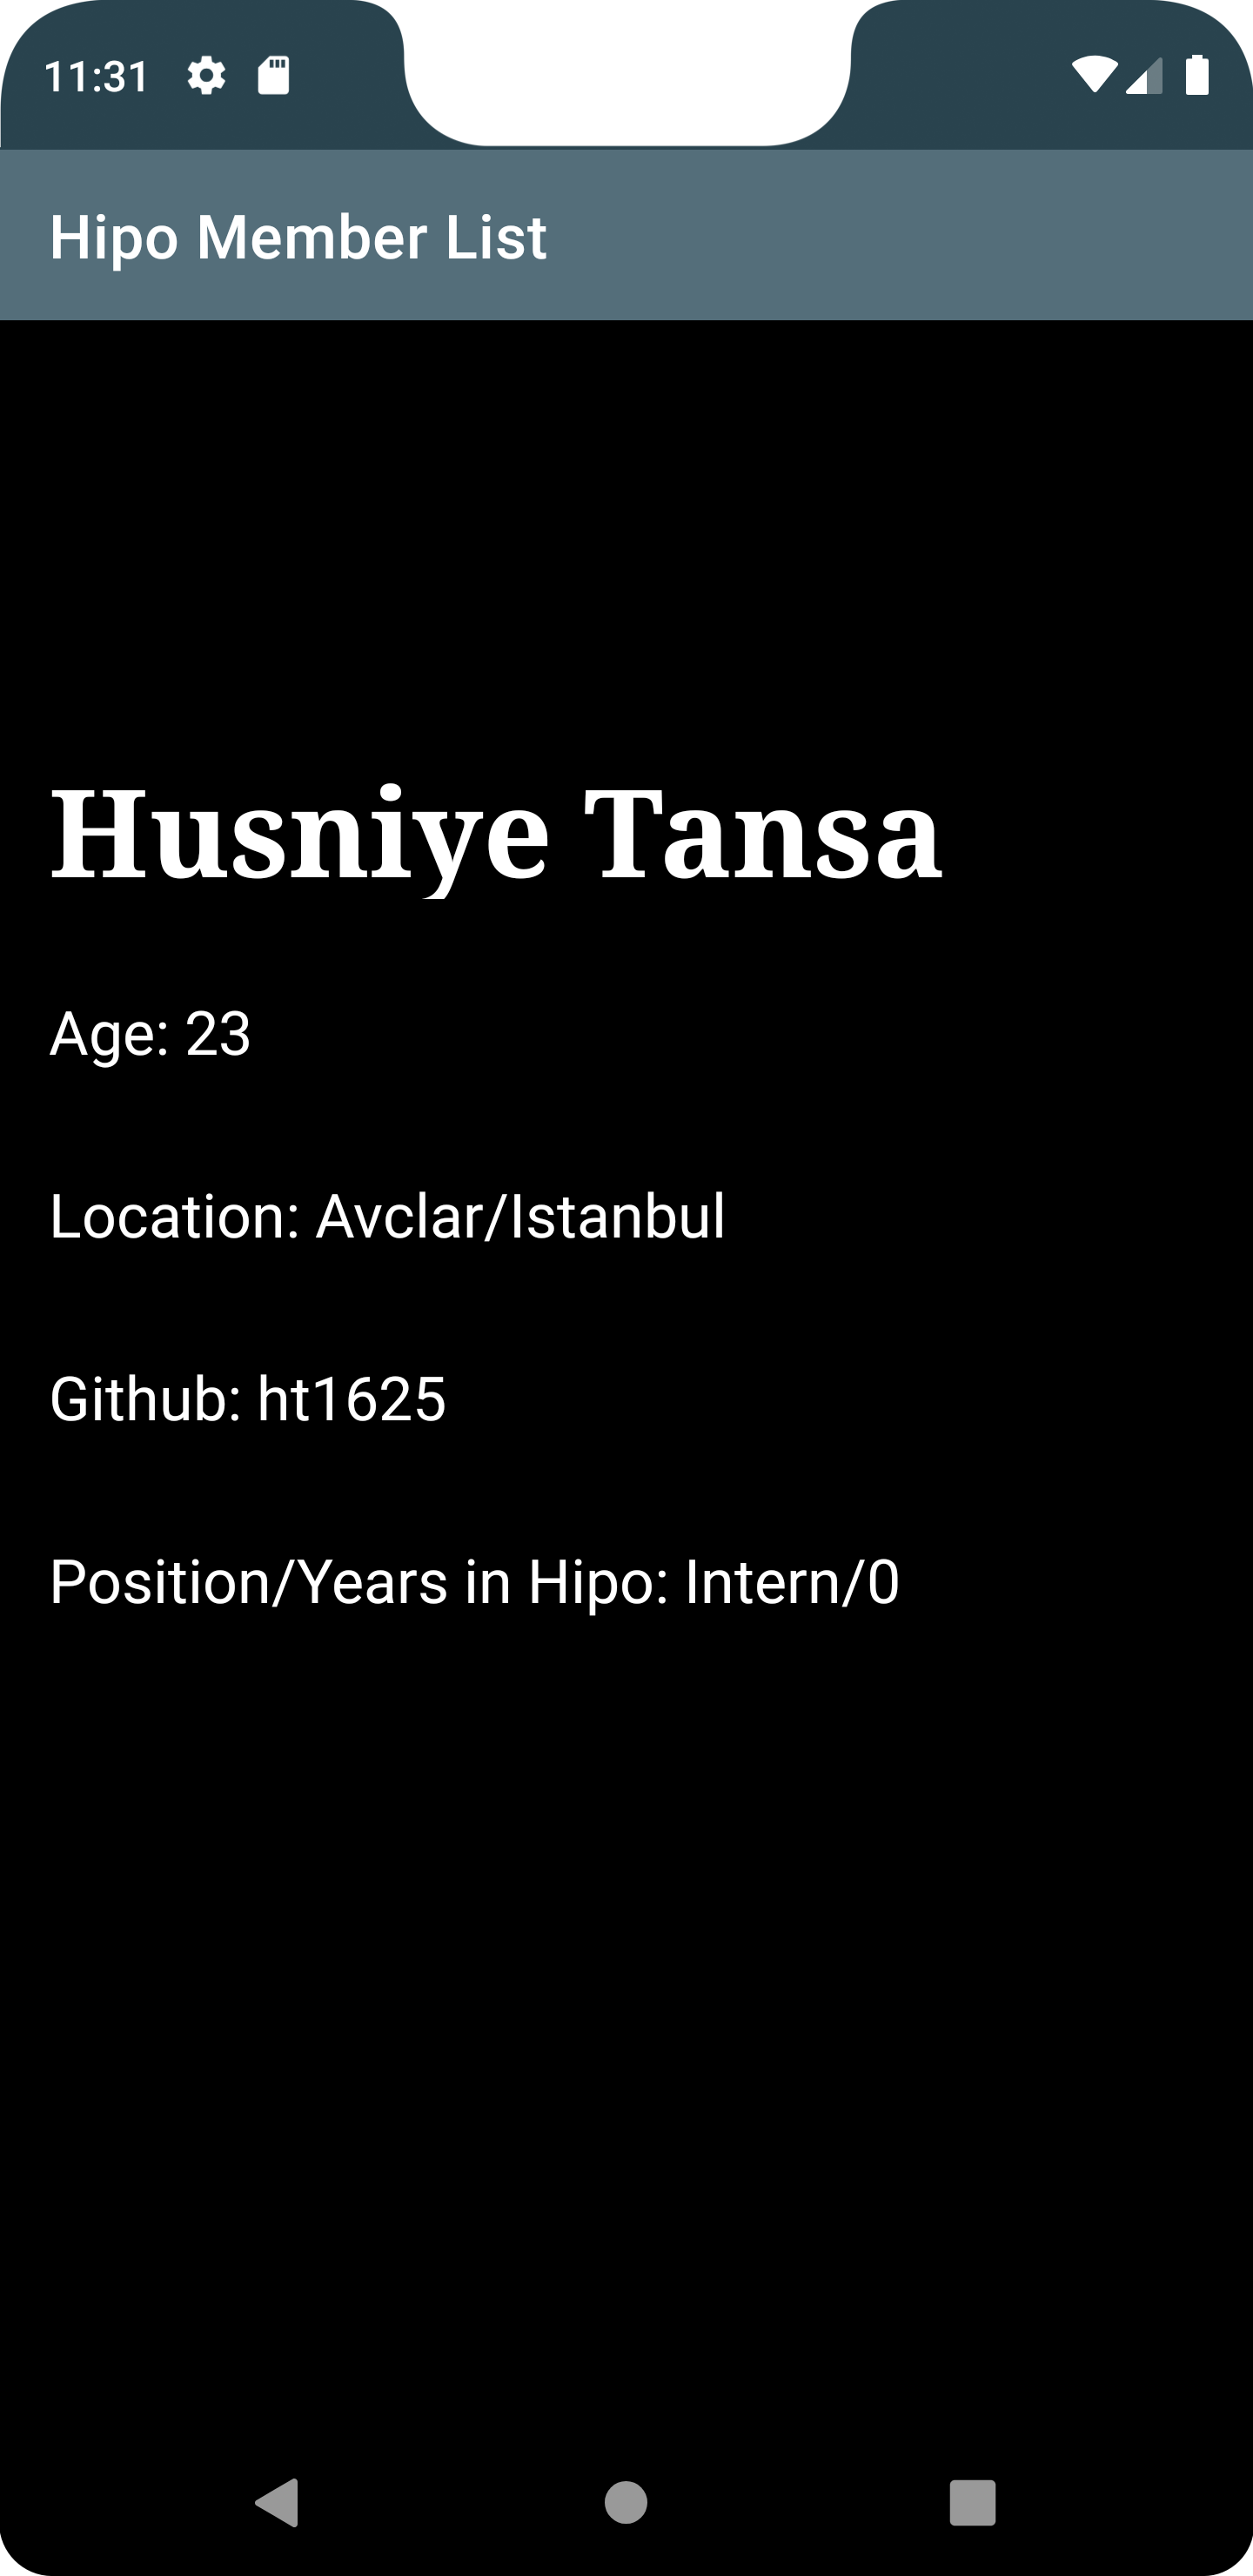 11:31
Hipo Member List
Husniye Tansa
Age: 23
Location: Avclar/Istanbul
Github: ht1625
Position/Years in Hipo: Intern/0